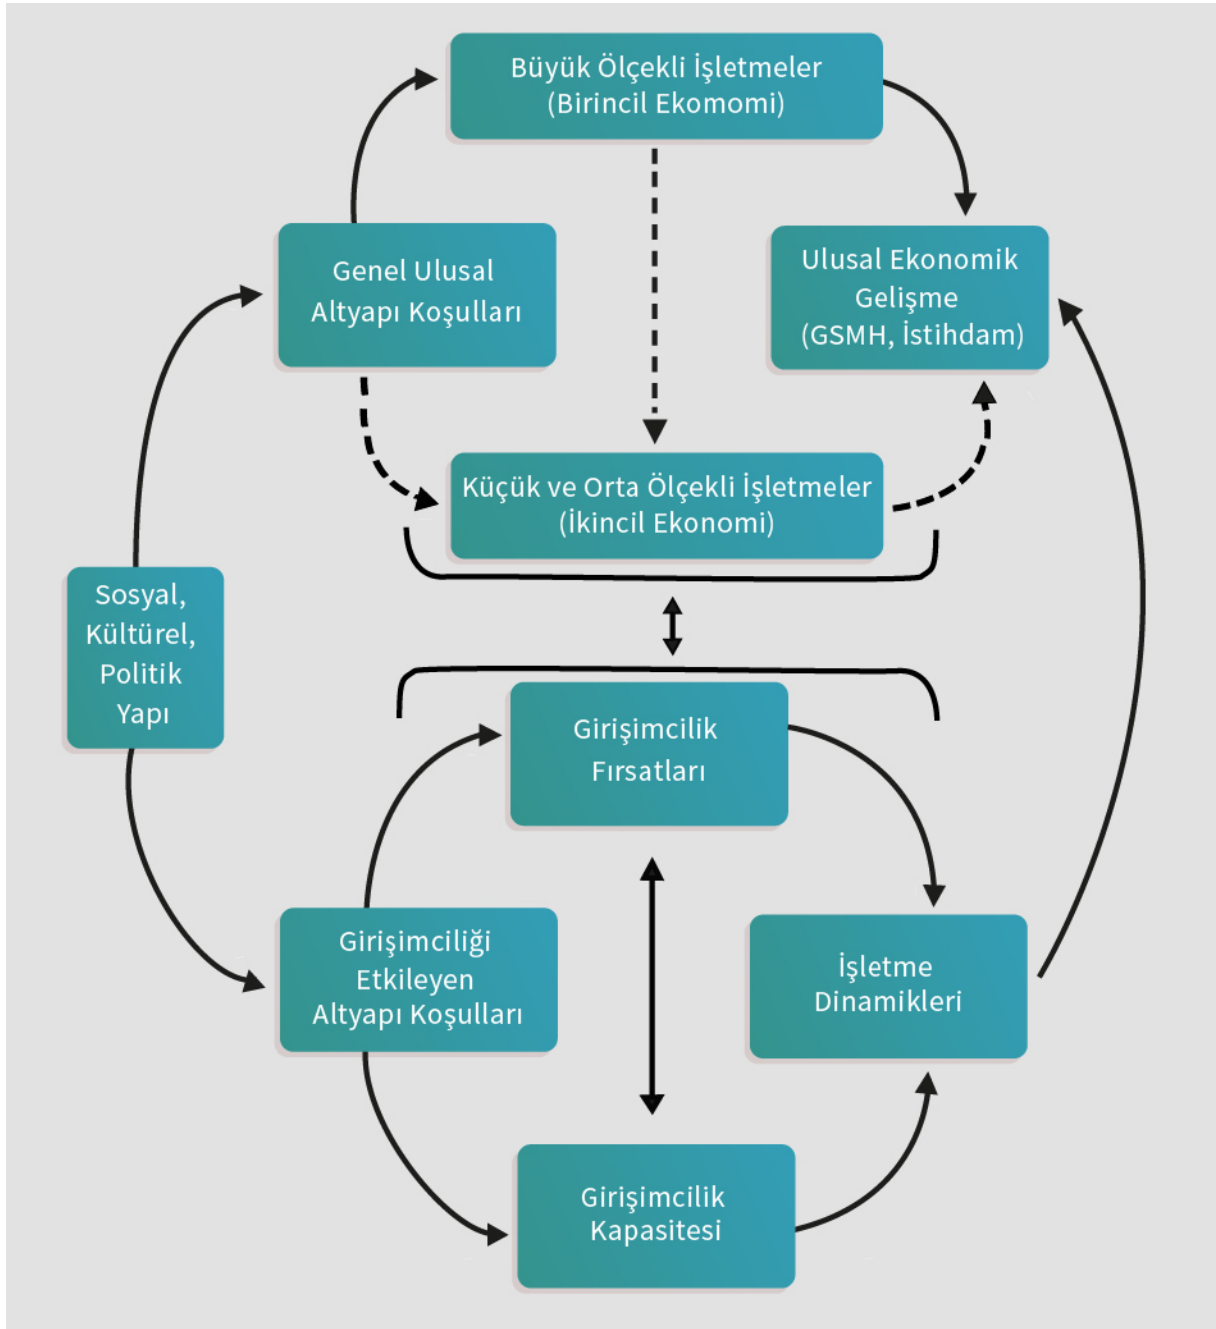 Büyük Ölçekli İşletmeler
(Birincil Ekomomi)
Genel Ulusal
Altyapı Koşulları
Ulusal Ekonomik
Gelişme
(GSMH, İstihdam)
Küçük ve Orta Ölçekli İşletmeler
(İkincil Ekonomi)
Sosyal,
Kültürel,
Politik
Yapı
Girişimcilik
Fırsatları
Girişimciliği
Etkileyen
Altyapı Koşulları
İşletme
Dinamikleri
Girişimcilik
Kapasitesi